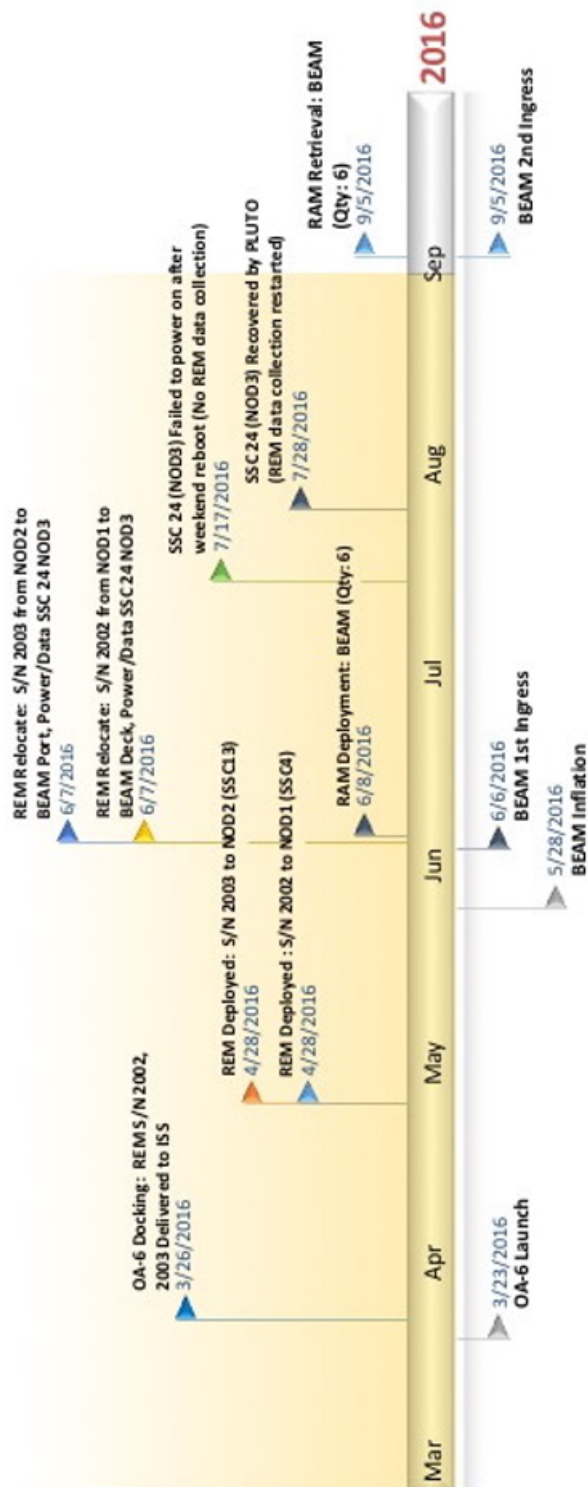 REM Relocate: S/N 2003 from NOD2 to
BEAM Port, Power/Data SSC 24 NOD3
6/7/2016
REM Relocate: S/N 2002 from NOD1 to
BEAM Deck, Power/Data SSC 24 NOD3
6/7/2016
OA-6 Docking: REM S/N 2002,
2003 Delivered to ISS
3/26/2016
SSC 24 (NOD3) Failed to power on after
weekend reboot (No REM data collection)
7/17/2016
REM Deployed: S/N 2003 to NOD2 (SSC13)
4/28/2016
SSC 24 (NOD3) Recovered by PLUTO
(REM data collection restarted)
7/28/2016
REM Deployed : S/N 2002 to NOD1 (SSC4)
4/28/2016
RAM Deployment: BEAM (Qty: 6)
6/8/2016
RAM Retrieval: BEAM
(Qty: 6)
9/5/2016
Mar
Apr
May
Jun
Jul
Aug
Sep
2016
3/23/2016
OA-6 Launch
6/6/2016
BEAM 1st Ingress
9/5/2016
BEAM 2nd Ingress
5/28/2016
BEAM Inflation